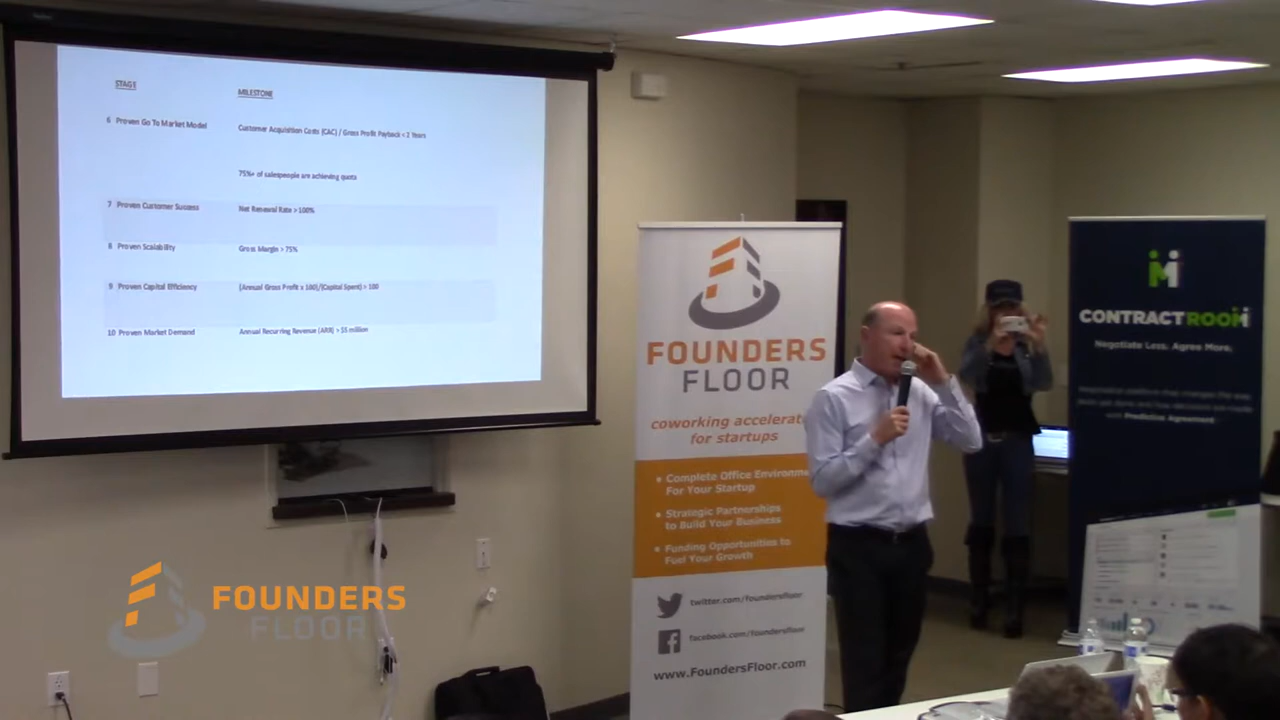 STAGE
MILESTONE
6 Proven Go To Market Model
Customer Acquisition Costs (CAC) / Gross Profit Payback < 2 Years
75%+ of salespeople are achieving quota
7 Proven Customer Success
Net Renewal Rate > 100%
8 Proven Scalability
Gross Margin > 75%
9 Proven Capital Efficiency
(Annual Gross Profit x 160)/(Capital Spent) > 100
10 Proven Market Demand
Annual Recurring Revenue (ARR) > $5 million
FOUNDERS
FLOOR
coworking accelerat
for startups
• Complete Office Environme
For Your Startup
• Strategic Partnerships
to Build Your Business
• Funding Opportunities to
Fuel Your Growth
twitter.com/foundersfloor
facebook.com/foundersfloor
www.FoundersFloor.com
CONTRACTROOM
Negotiate Less. Agree More.
with Predictive Agreement
FOUNDERS
FLOOR